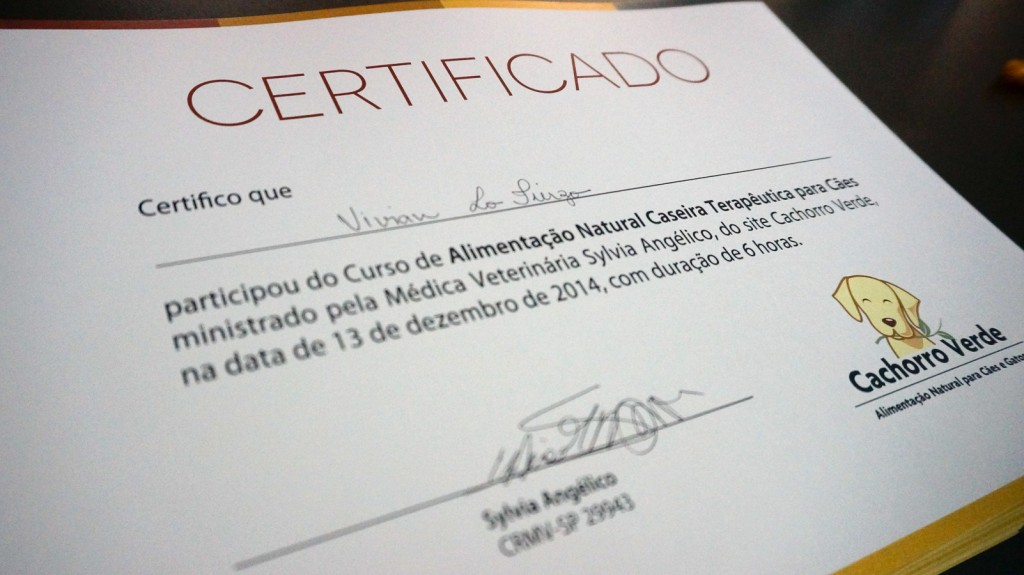 CERTIFICADO
Certifico que
Vivian Lo
participou do Curso de Alimentação Natural Caseira Terapêutica para Cães
ministrado pela Médica Veterinária Sylvia Angélico, do site Cachorro Verde,
na data de 13 de dezembro de 2014, com duração de 6 horas.
Cachorro Verde
Alimentação Natural para Cães e Gatos
Sylvia Angélico
CRMV-SP 29943